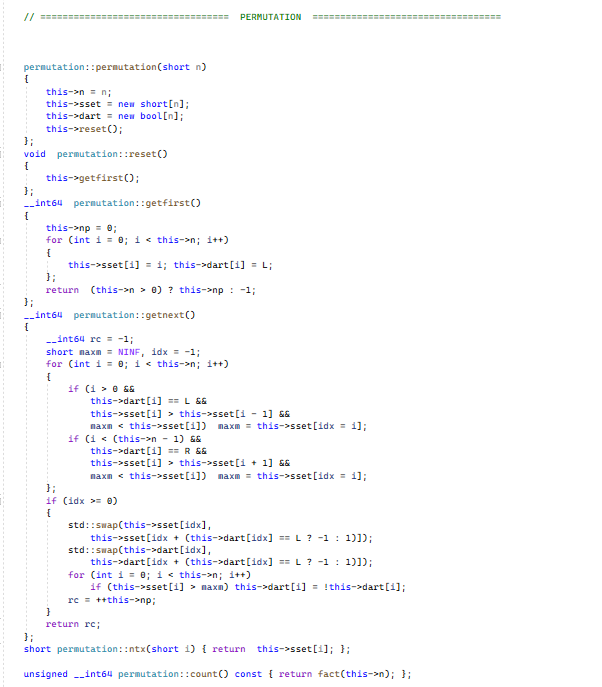 // ================================== PERMUTATION ==================================
permutation::permutation(short n)
{
    this->n = n;
    this->sset = new short[n];
    this->dart = new bool[n];
    this->reset();
};
void  permutation::reset()
{
    this->getfirst();
};
__int64  permutation::getfirst()
{
    this->np = 0;
    for (int i = 0; i < this->n; i++)
    {
        this->sset[i] = i; this->dart[i] = L;
    };
    return  (this->n > 0) ? this->np : -1;
};
__int64  permutation::getnext()
{
    __int64 rc = -1;
    short maxm = NINF, idx = -1;
    for (int i = 0; i < this->n; i++)
    {
        if (i > 0 &&
            this->dart[i] == L &&
            this->sset[i] > this->sset[i - 1] &&
            maxm < this->sset[i])  maxm = this->sset[idx = i];
        if (i < (this->n - 1) &&
            this->dart[i] == R &&
            this->sset[i] > this->sset[i + 1] &&
            maxm < this->sset[i])  maxm = this->sset[idx = i];
    };
    if (idx >= 0)
    {
        std::swap(this->sset[idx],
            this->sset[idx + (this->dart[idx] == L ? -1 : 1)]);
        std::swap(this->dart[idx],
            this->dart[idx + (this->dart[idx] == L ? -1 : 1)]);
        for (int i = 0; i < this->n; i++)
            if (this->sset[i] > maxm) this->dart[i] = !this->dart[i];
        rc = ++this->np;
    }
    return rc;
};
short permutation::ntx(short i) { return  this->sset[i]; };
unsigned __int64 permutation::count() const { return fact(this->n); };